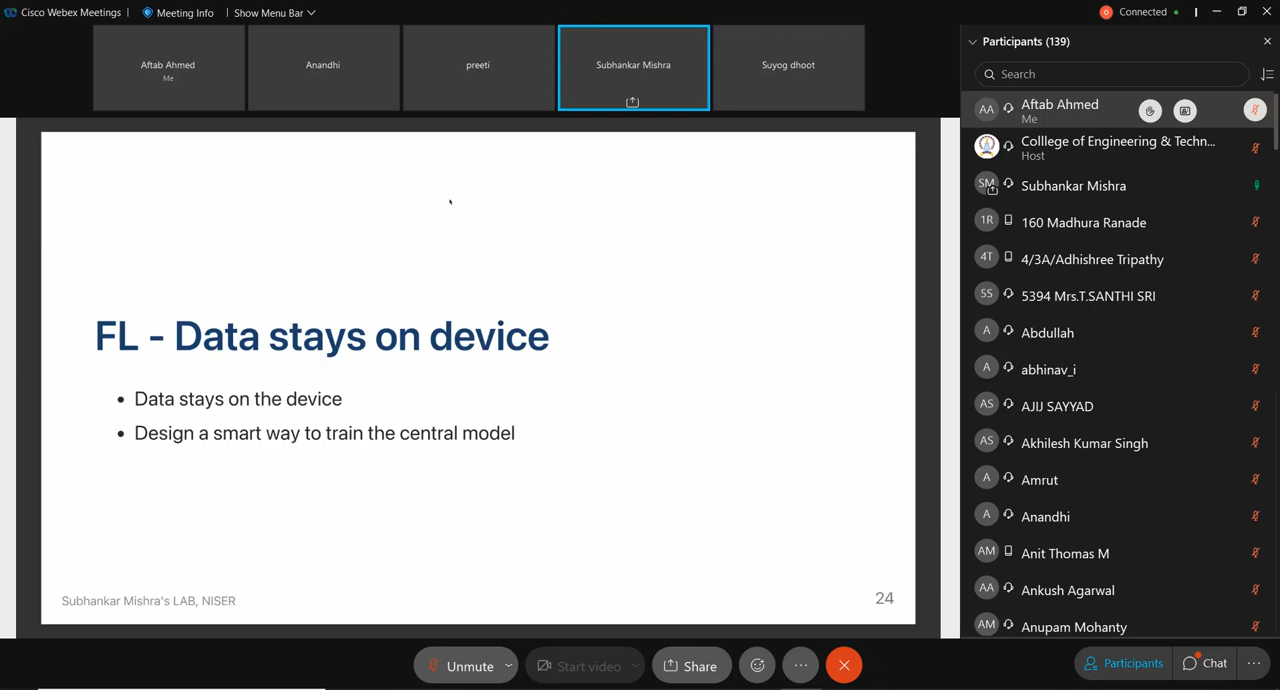 Cisco Webex Meetings
Meeting Info
Show Menu Bar
Connected
Aftab Ahmed
Me
Anandhi
preeti
Subhankar Mishra
Suyog dhoot
FL - Data stays on device
• Data stays on the device
• Design a smart way to train the central model
Subhankar Mishra's LAB, NISER
24
Participants (139)
Search
AA Aftab Ahmed
Me
Colllege of Engineering & Techn...
Host
SM Subhankar Mishra
1R 160 Madhura Ranade
4T 4/3A/Adhishree Tripathy
5S 5394 Mrs.T.SANTHI SRI
A Abdullah
A abhinav_i
AS AJIJ SAYYAD
AS Akhilesh Kumar Singh
A Amrut
A Anandhi
AM Anit Thomas M
AA Ankush Agarwal
AM Anupam Mohanty
Unmute
Start video
Share
Participants
Chat